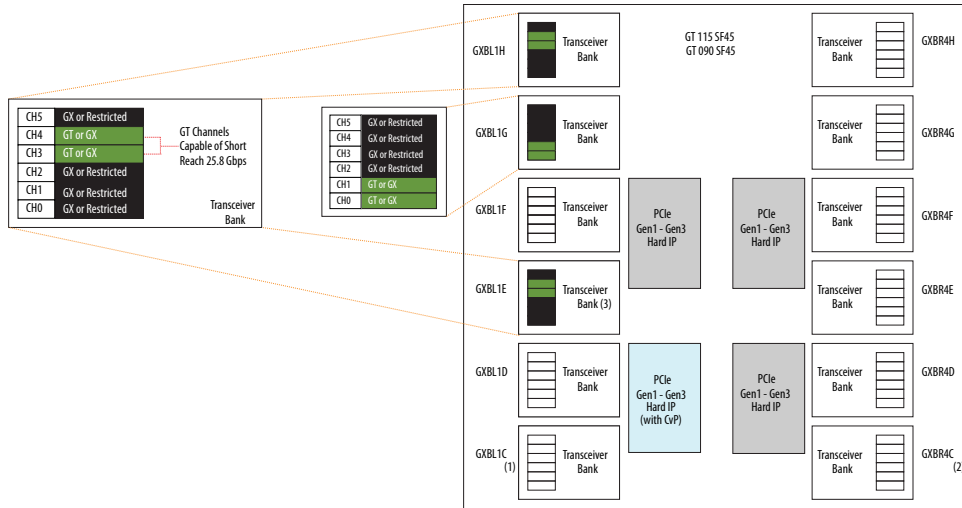 GT 115 SF45
GT 090 SF45
GXBL1H
Transceiver
Bank
Transceiver
Bank
GXBR4H
CH5 GX or Restricted
CH4 GT or GX
CH3 GT or GX
CH2 GX or Restricted
CH1 GX or Restricted
CH0 GX or Restricted
GT Channels
Capable of Short
Reach 25.8 Gbps
Transceiver
Bank
CH5 GX or Restricted
CH4 GX or Restricted
CH3 GX or Restricted
CH2 GX or Restricted
CH1 GT or GX
CH0 GT or GX
GXBL1G
Transceiver
Bank
Transceiver
Bank
GXBR4G
GXBL1F
Transceiver
Bank
PCIe
Gen1 - Gen3
Hard IP
PCIe
Gen1 - Gen3
Hard IP
Transceiver
Bank
GXBR4F
GXBL1E
Transceiver
Bank (3)
Transceiver
Bank
GXBR4E
GXBL1D
Transceiver
Bank
PCIe
Gen1 - Gen3
Hard IP
(with CvP)
PCIe
Gen1 - Gen3
Hard IP
Transceiver
Bank
GXBR4D
GXBL1C
(1)
Transceiver
Bank
Transceiver
Bank
GXBR4C
(2